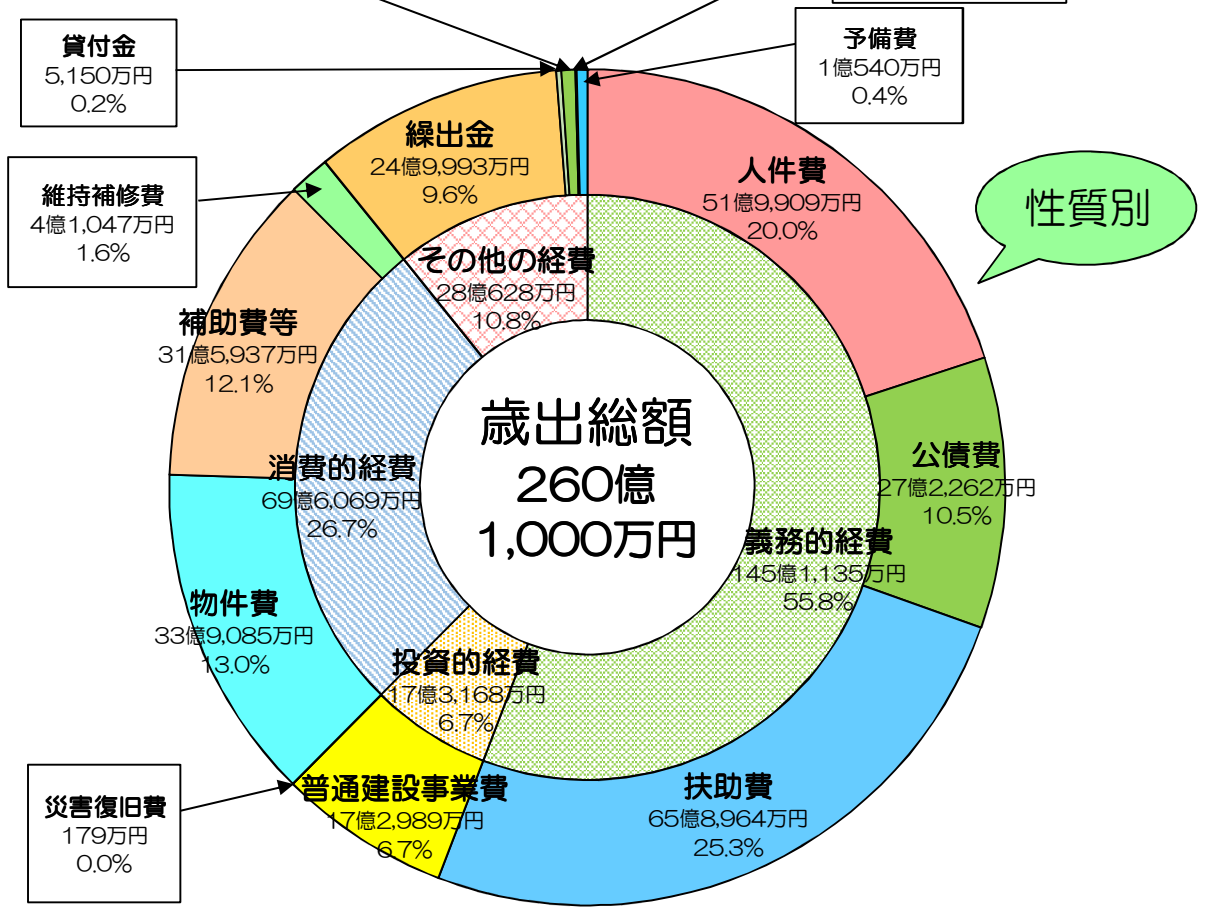 貸付金
5,150万円
0.2%
予備費
1億540万円
0.4%
繰出金
24億9,993万円
9.6%
人件費
51億9,909万円
20.0%
性質別
維持補修費
4億1,047万円
1.6%
その他の経費
28億628万円
10.8%
補助費等
31億5,937万円
12.1%
歳出総額
260億
1,000万円
公債費
27億2,262万円
10.5%
消費的経費
69億6,069万円
26.7%
義務的経費
145億1,135万円
55.8%
物件費
33億9,085万円
13.0%
投資的経費
17億3,168万円
6.7%
災害復旧費
179万円
0.0%
普通建設事業費
17億2,989万円
6.7%
扶助費
65億8,964万円
25.3%